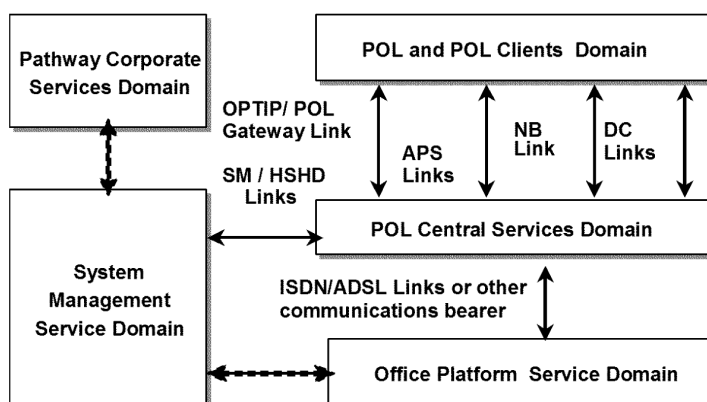 Pathway Corporate
Services Domain
POL and POL Clients Domain
OPTIP/ POL
Gateway Link
APS
Links
NB
Link
DC
Links
SM / HSHD
Links
POL Central Services Domain
System
Management
Service Domain
ISDN/ADSL Links or other
communications bearer
Office Platform Service Domain